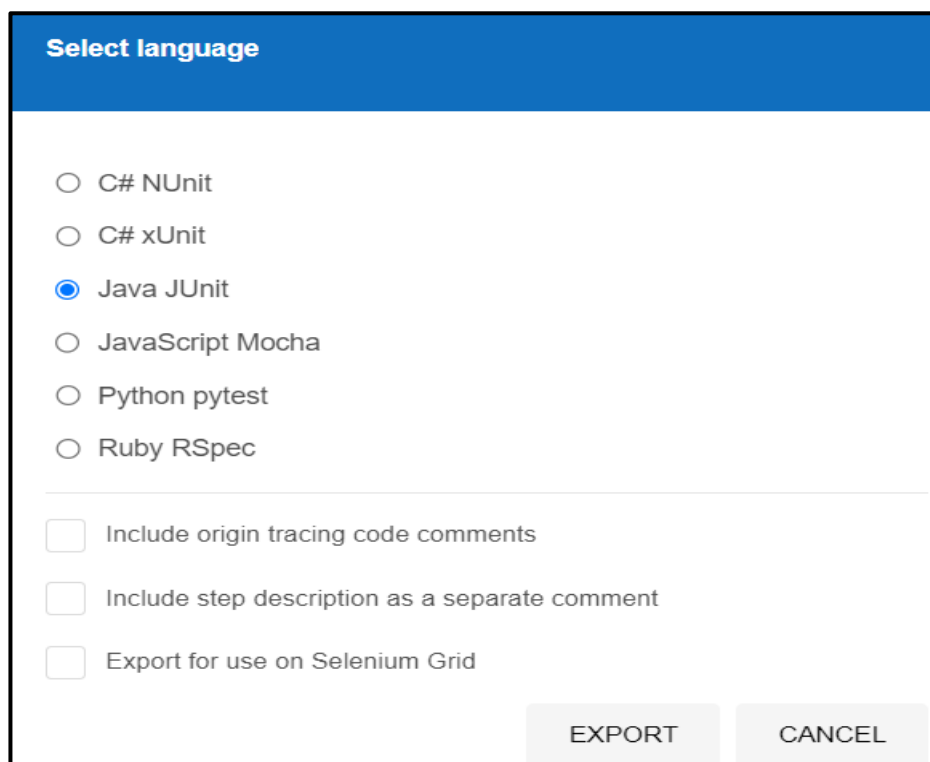 Select language
C# NUnit
C# xUnit
Java JUnit
JavaScript Mocha
Python pytest
Ruby RSpec
Include origin tracing code comments
Include step description as a separate comment
Export for use on Selenium Grid
EXPORT CANCEL